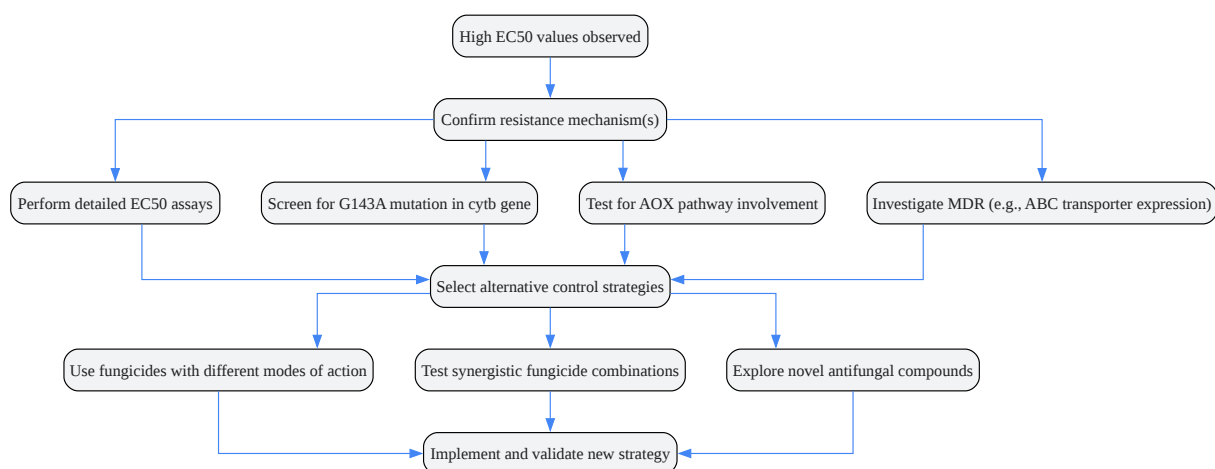 High EC50 values observed
Confirm resistance mechanism(s)
Perform detailed EC50 assays
Screen for G143A mutation in cytb gene
Test for AOX pathway involvement
Investigate MDR (e.g., ABC transporter expression)
Select alternative control strategies
Use fungicides with different modes of action
Test synergistic fungicide combinations
Explore novel antifungal compounds
Implement and validate new strategy